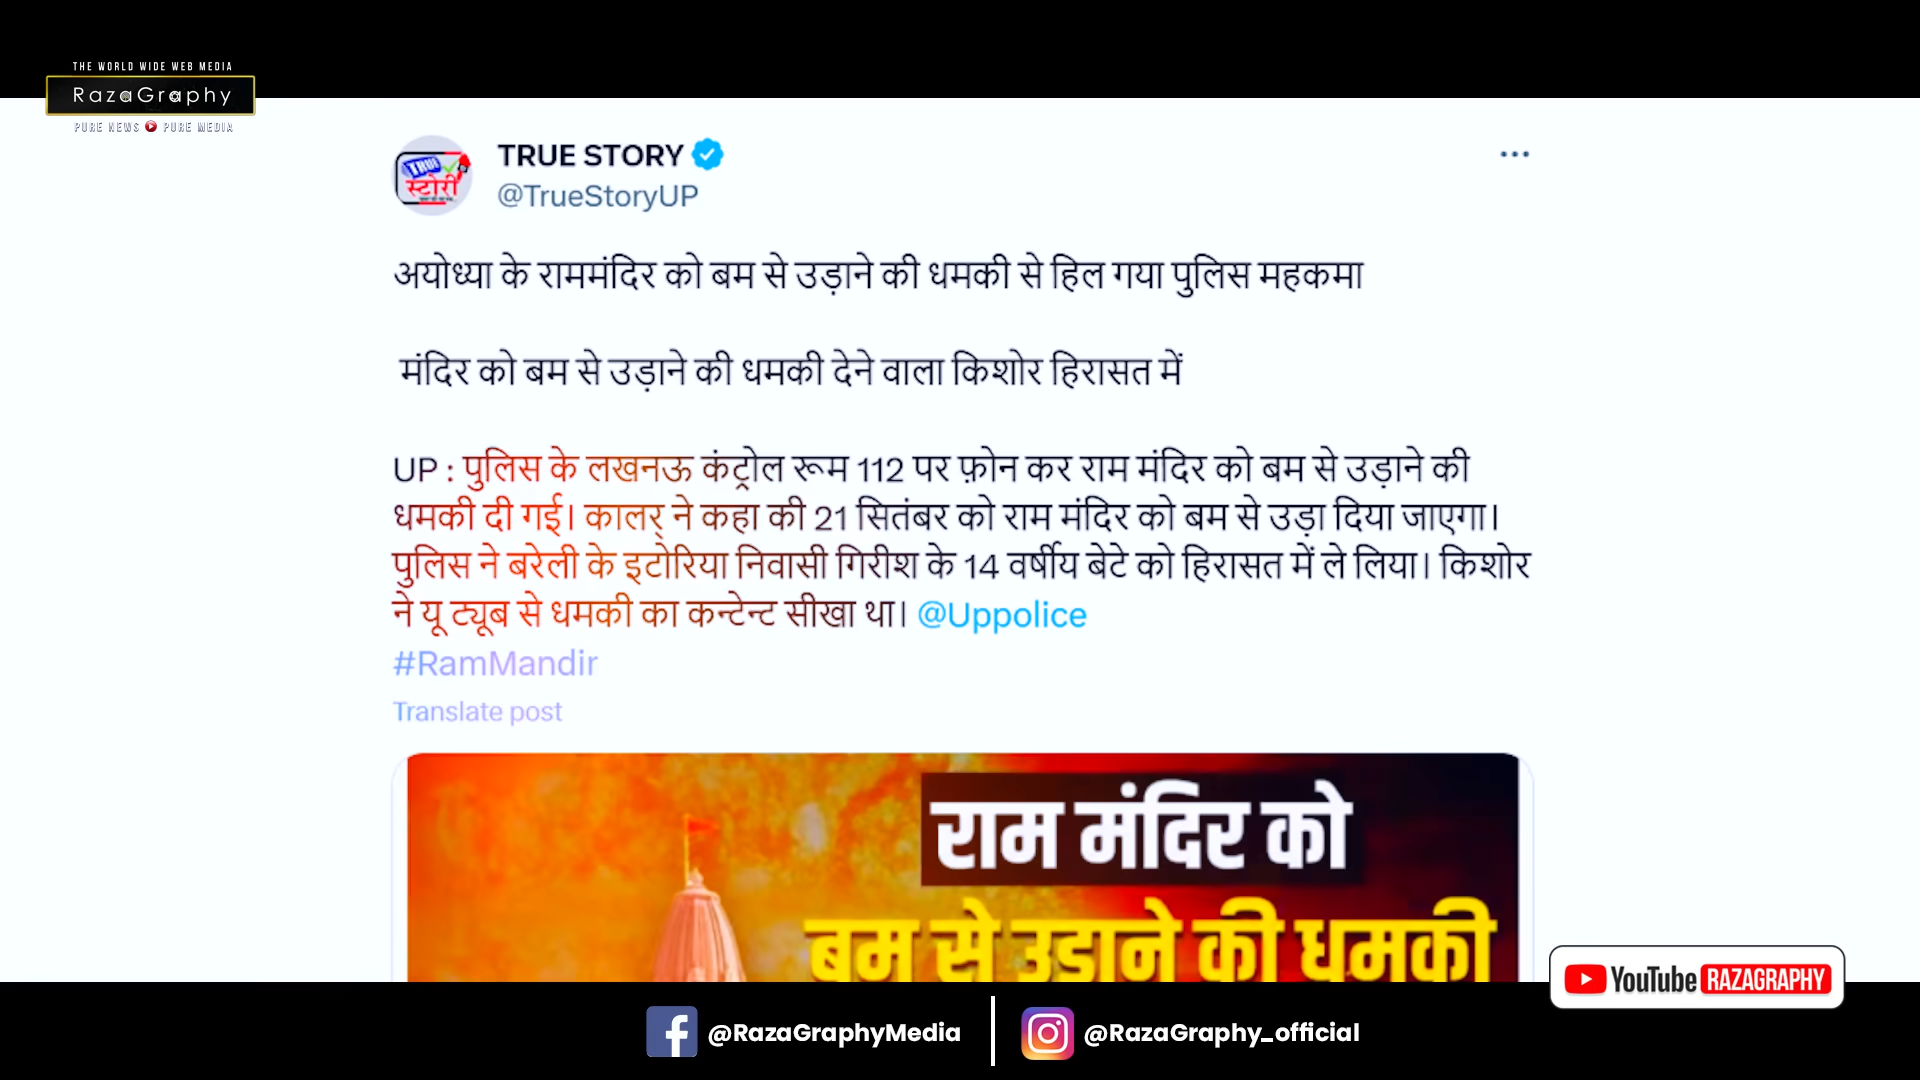 THE WORLD WIDE WEB MEDIA
RazaGraphy
PURE NEWS PURE MEDIA
TRUE STORY
@TrueStoryUP
TRUE
स्टोरी
अयोध्या के राममंदिर को बम से उड़ाने की धमकी से हिल गया पुलिस महकमा
मंदिर को बम से उड़ाने की धमकी देने वाला किशोर हिरासत में
UP : पुलिस के लखनऊ कंट्रोल रूम 112 पर फ़ोन कर राम मंदिर को बम से उड़ाने की
धमकी दी गई। कालर् ने कहा की 21 सितंबर को राम मंदिर को बम से उड़ा दिया जाएगा।
पुलिस ने बरेली के इटोरिया निवासी गिरीश के 14 वर्षीय बेटे को हिरासत में ले लिया। किशोर
ने यू ट्यूब से धमकी का कन्टेन्ट सीखा था। @Uppolice
#RamMandir
Translate post
राम मंदिर को
बम से उडाने की धमकी
YouTube RAZAGRAPHY
@RazaGraphyMedia
@RazaGraphy_official